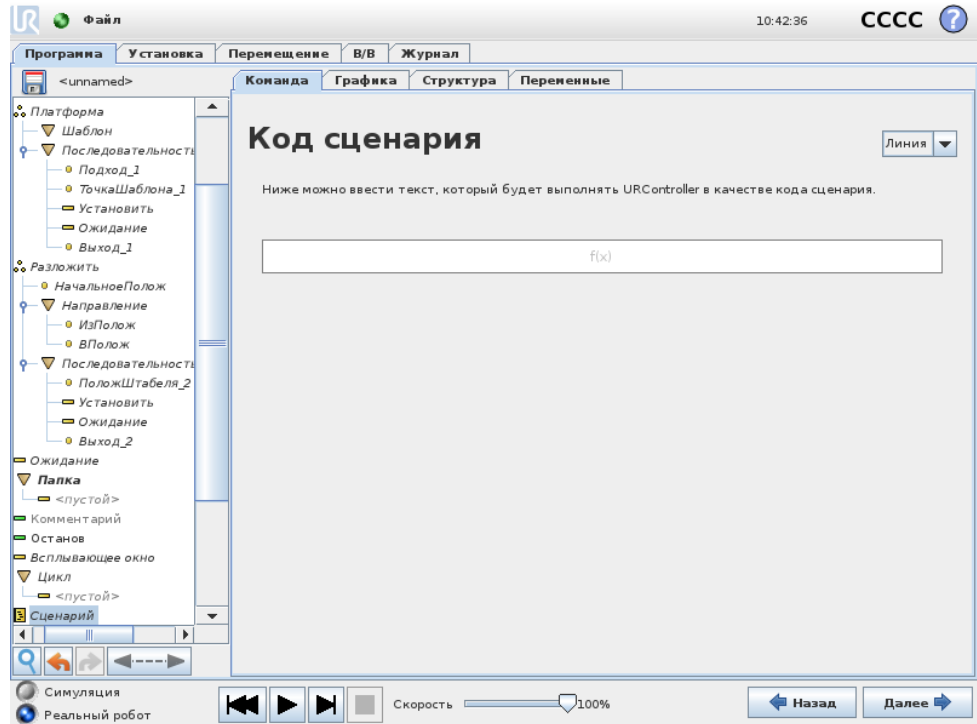 UR Файл 10:42:36 CCCC ?
Программа Установка Перемещение В/В Журнал
<unnamed> Команда Графика Структура Переменные
Платформа
Шаблон
Последовательность
Подход_1
ТочкаШаблона_1
Установить
Ожидание
Выход_1
Разложить
НачальноеПолож
Направление
ИзПолож
ВПолож
Последовательность
ПоложШтабеля_2
Установить
Ожидание
Выход_2
Ожидание
Папка
<пустой>
Комментарий
Останов
Всплывающее окно
Цикл
<пустой>
Сценарий
Код сценария
Линия
Ниже можно ввести текст, который будет выполнять URController в качестве кода сценария.
f(x)
Симуляция
Реальный робот
Скорость 100%
Назад Далее